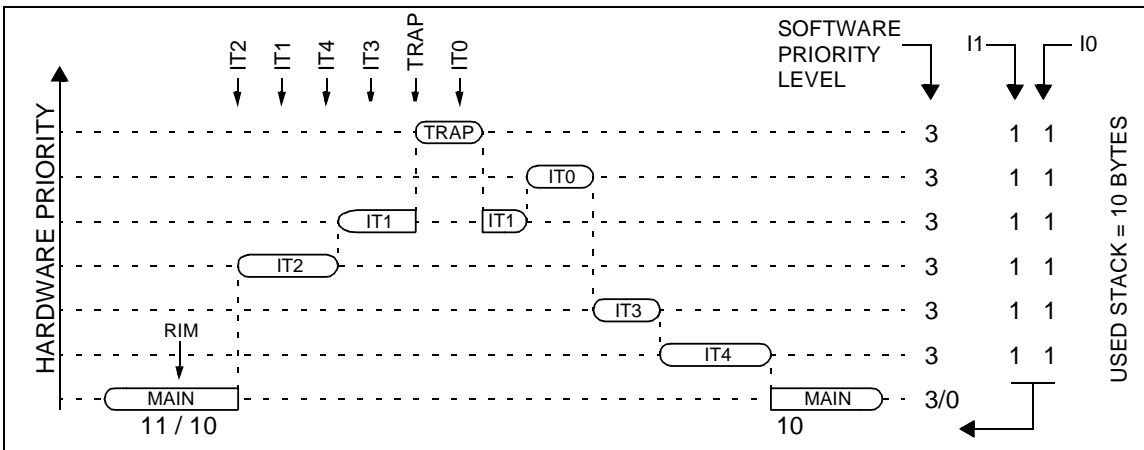 IT2
IT1
IT4
IT3
TRAP
IT0
SOFTWARE
PRIORITY
LEVEL
I1
I0
HARDWARE PRIORITY
TRAP
3
1 1
IT0
3
1 1
IT1
IT1
3
1 1
IT2
3
1 1
RIM
IT3
3
1 1
IT4
3
1 1
MAIN
MAIN
3/0
11 / 10
10
USED STACK = 10 BYTES